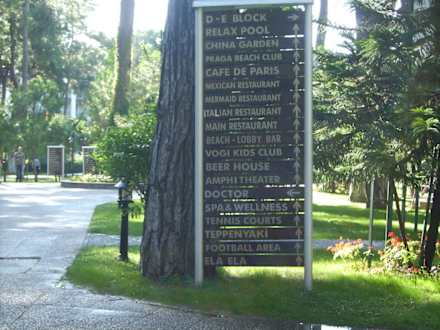 D - E BLOCK
RELAX POOL
CHINA GARDEN
PRAGA BEACH CLUB
CAFE DE PARIS
MEXICAN RESTAURANT
MERMAID RESTAURANT
ITALIAN RESTAURANT
MAIN RESTAURANT
BEACH - LOBBY BAR
VOGI KIDS CLUB
BEER HOUSE
AMPHI THEATER
DOCTOR
SPA & WELLNESS
TENNIS COURTS
TEPPENYAKI
FOOTBALL AREA
ELA ELA